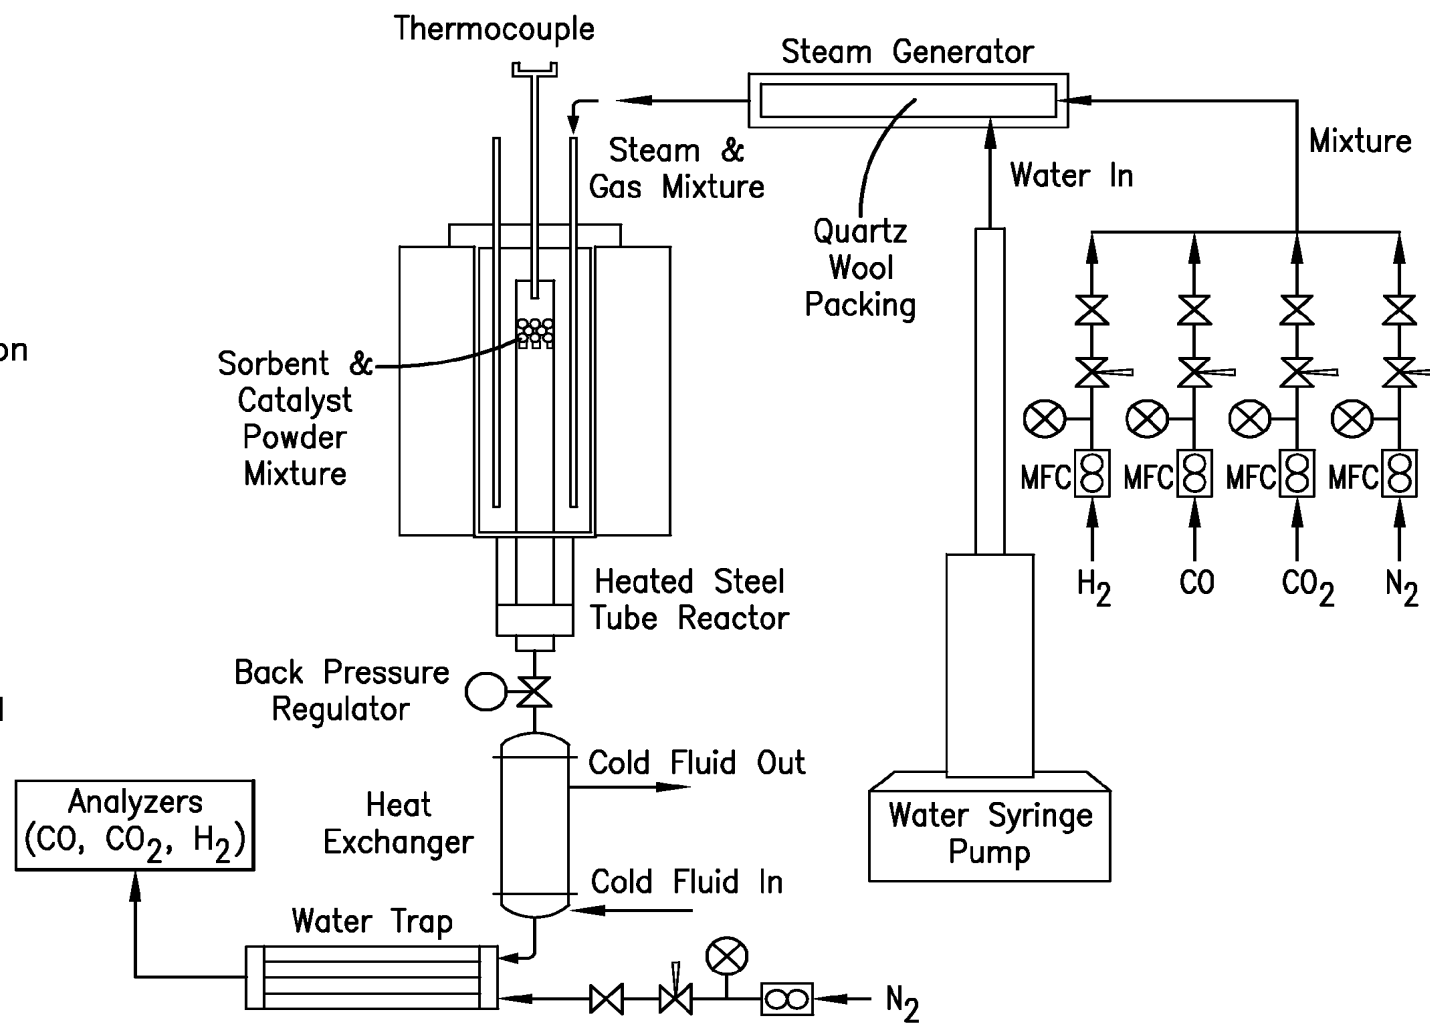 Thermocouple
Steam Generator
Mixture
Steam &
Gas Mixture
Water In
Quartz
Wool
Packing
on
Sorbent &
Catalyst
Powder
Mixture
MFC MFC MFC MFC
H2 CO CO2 N2
Heated Steel
Tube Reactor
Back Pressure
Regulator
Cold Fluid Out
Analyzers
(CO, CO2, H2)
Heat
Exchanger
Water Syringe
Pump
Cold Fluid In
Water Trap
N2